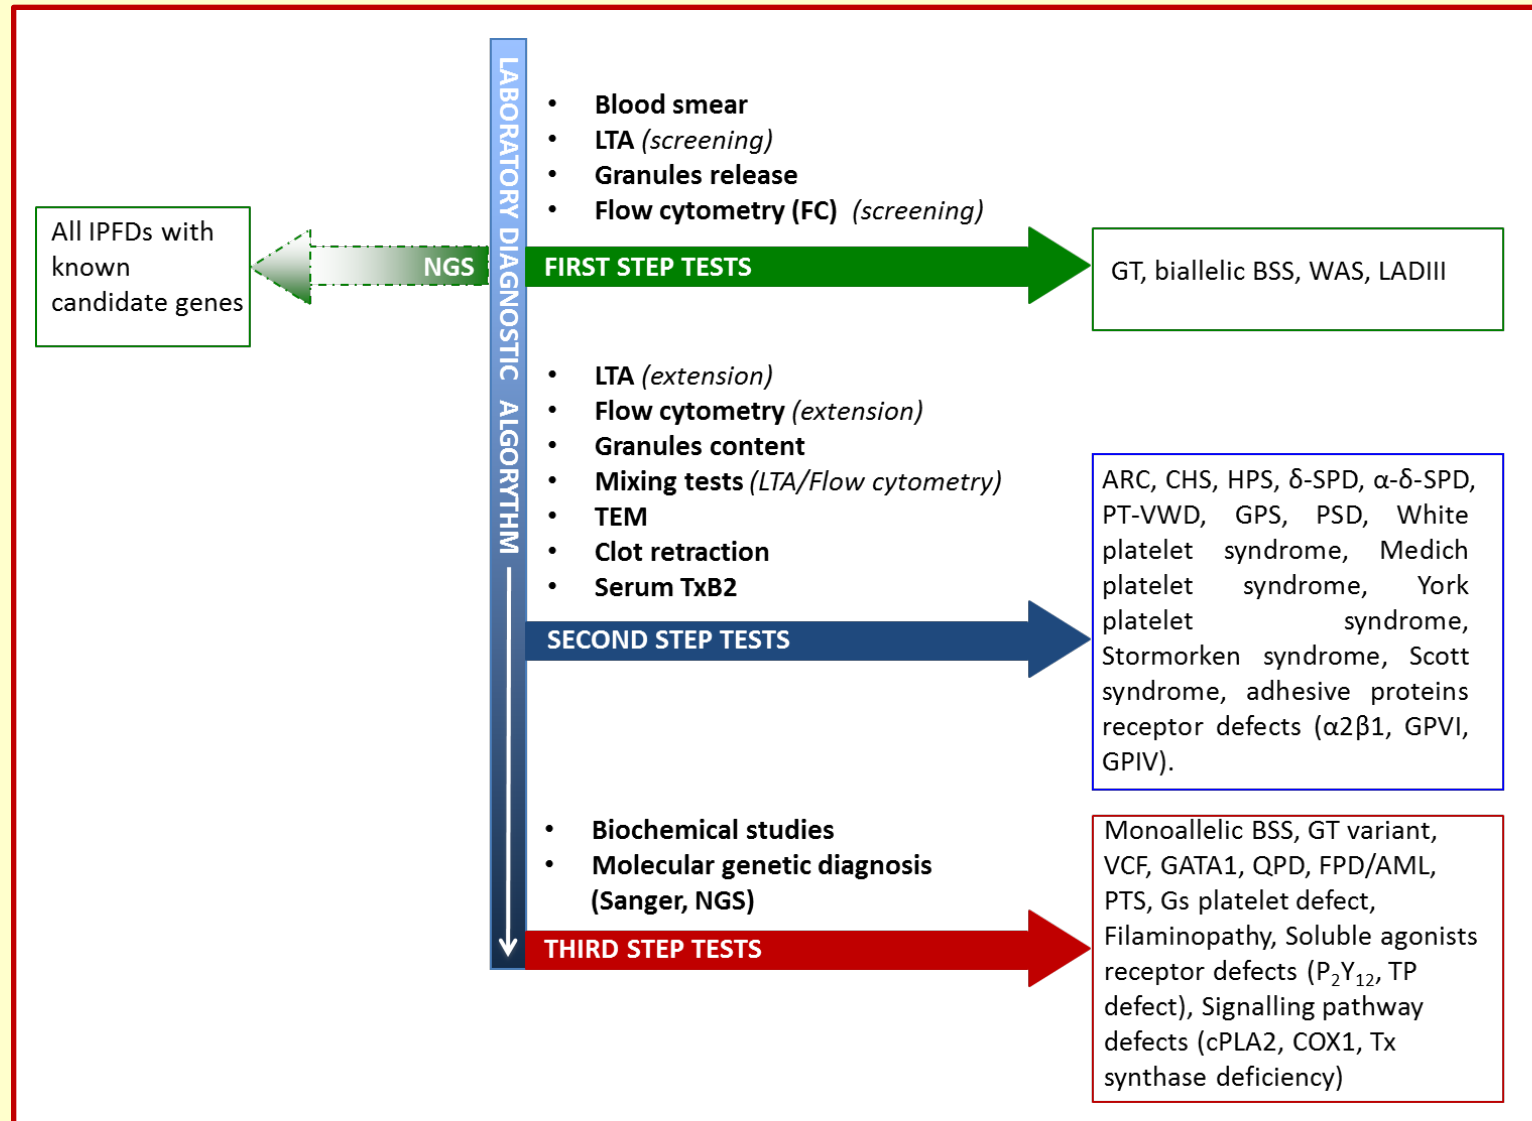 LABORATORY DIAGNOSTIC ALGORYTHM
• Blood smear
• LTA (screening)
• Granules release
• Flow cytometry (FC) (screening)
All IPFDs with
known
candidate genes
NGS
FIRST STEP TESTS
GT, biallelic BSS, WAS, LADIII
• LTA (extension)
• Flow cytometry (extension)
• Granules content
• Mixing tests (LTA/Flow cytometry)
• TEM
• Clot retraction
• Serum TxB2
SECOND STEP TESTS
ARC, CHS, HPS, δ-SPD, α-δ-SPD,
PT-VWD, GPS, PSD, White
platelet syndrome, Medich
platelet syndrome, York
platelet syndrome,
Stormorken syndrome, Scott
syndrome, adhesive proteins
receptor defects (α2β1, GPVI,
GPIV).
• Biochemical studies
• Molecular genetic diagnosis
(Sanger, NGS)
THIRD STEP TESTS
Monoallelic BSS, GT variant,
VCF, GATA1, QPD, FPD/AML,
PTS, Gs platelet defect,
Filaminopathy, Soluble agonists
receptor defects (P₂Y₁₂, TP
defect), Signalling pathway
defects (cPLA2, COX1, Tx
synthase deficiency)